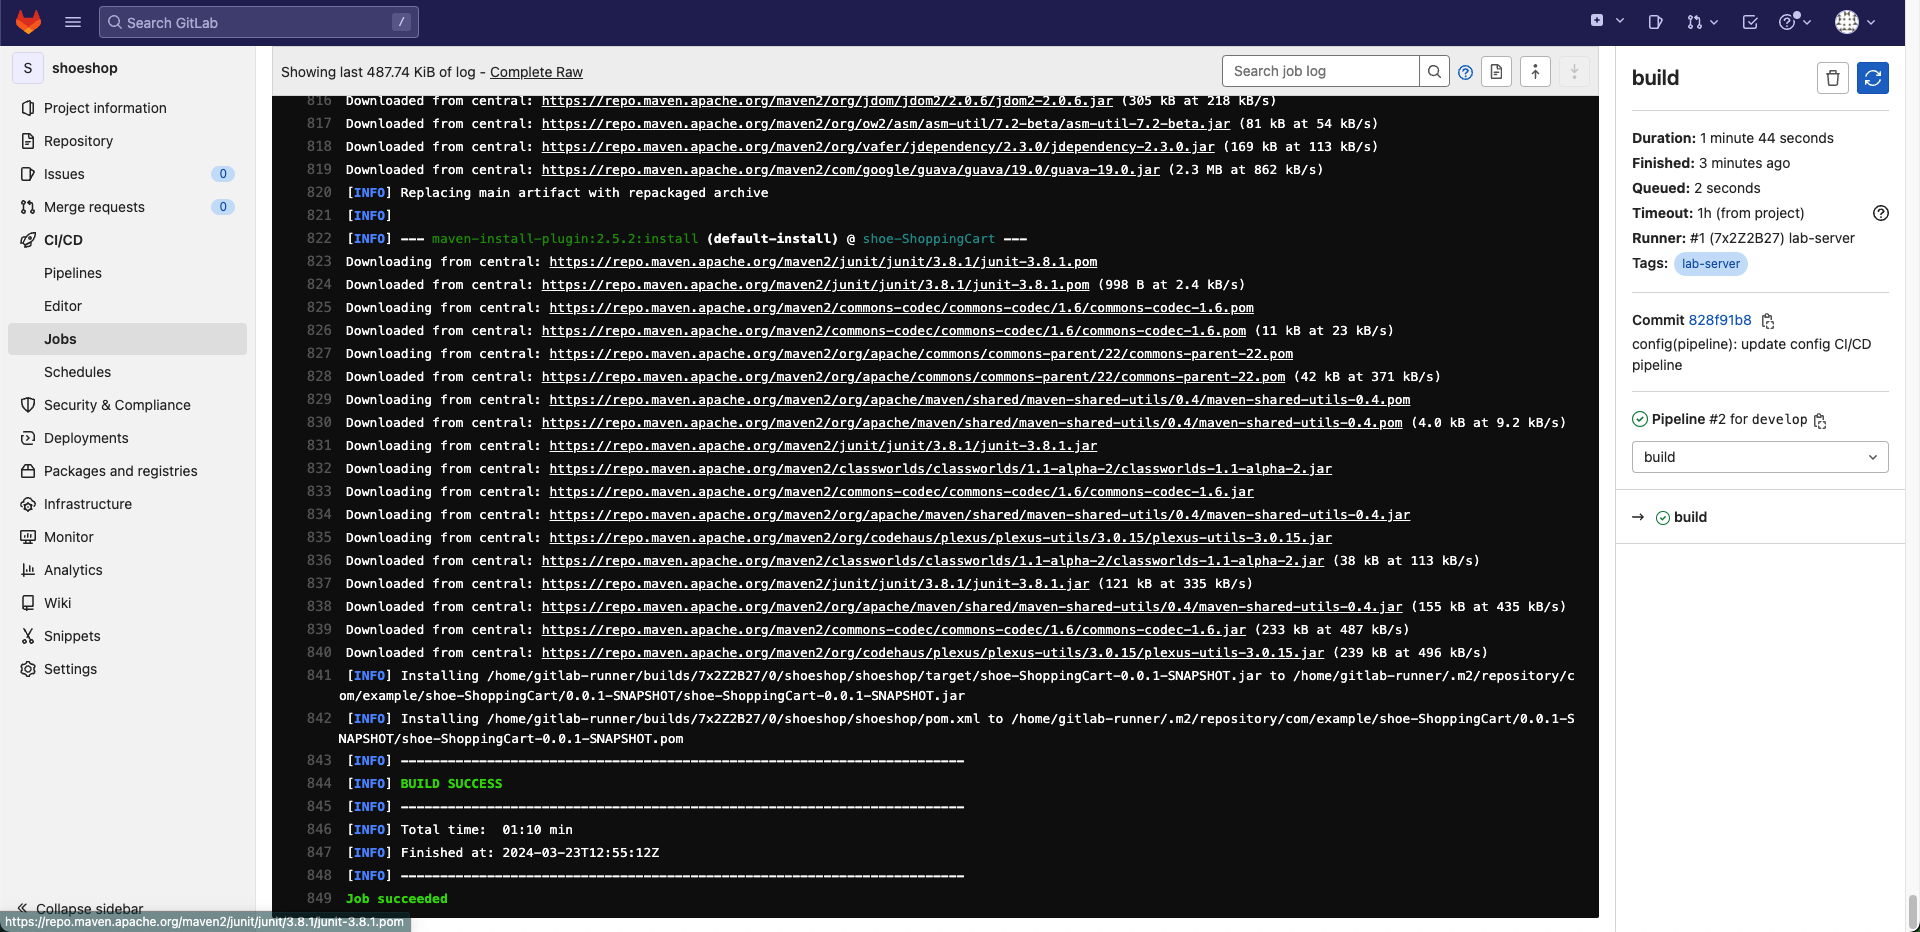 Search GitLab
/
S
shoeshop
Project information
Repository
Issues
0
Merge requests
0
CI/CD
Pipelines
Editor
Jobs
Schedules
Security & Compliance
Deployments
Packages and registries
Infrastructure
Monitor
Analytics
Wiki
Snippets
Settings
Collapse sidebar
https://repo.maven.apache.org/maven2/junit/junit/3.8.1/junit-3.8.1.pom
Showing last 487.74 KiB of log - Complete Raw
Search job log
816 Downloaded from central: https://repo.maven.apache.org/maven2/org/jdom/jdom2/2.0.6/jdom2-2.0.6.jar (305 kB at 218 kB/s)
817 Downloaded from central: https://repo.maven.apache.org/maven2/org/ow2/asm/asm-util/7.2-beta/asm-util-7.2-beta.jar (81 kB at 54 kB/s)
818 Downloaded from central: https://repo.maven.apache.org/maven2/org/vafer/jdependency/2.3.0/jdependency-2.3.0.jar (169 kB at 113 kB/s)
819 Downloaded from central: https://repo.maven.apache.org/maven2/com/google/guava/guava/19.0/guava-19.0.jar (2.3 MB at 862 kB/s)
820 [INFO] Replacing main artifact with repackaged archive
821 [INFO]
822 [INFO] --- maven-install-plugin:2.5.2:install (default-install) @ shoe-ShoppingCart ---
823 Downloading from central: https://repo.maven.apache.org/maven2/junit/junit/3.8.1/junit-3.8.1.pom
824 Downloaded from central: https://repo.maven.apache.org/maven2/junit/junit/3.8.1/junit-3.8.1.pom (998 B at 2.4 kB/s)
825 Downloading from central: https://repo.maven.apache.org/maven2/commons-codec/commons-codec/1.6/commons-codec-1.6.pom
826 Downloaded from central: https://repo.maven.apache.org/maven2/commons-codec/commons-codec/1.6/commons-codec-1.6.pom (11 kB at 23 kB/s)
827 Downloading from central: https://repo.maven.apache.org/maven2/org/apache/commons/commons-parent/22/commons-parent-22.pom
828 Downloaded from central: https://repo.maven.apache.org/maven2/org/apache/commons/commons-parent/22/commons-parent-22.pom (42 kB at 371 kB/s)
829 Downloading from central: https://repo.maven.apache.org/maven2/org/apache/maven/shared/maven-shared-utils/0.4/maven-shared-utils-0.4.pom
830 Downloaded from central: https://repo.maven.apache.org/maven2/org/apache/maven/shared/maven-shared-utils/0.4/maven-shared-utils-0.4.pom (4.0 kB at 9.2 kB/s)
831 Downloading from central: https://repo.maven.apache.org/maven2/junit/junit/3.8.1/junit-3.8.1.jar
832 Downloading from central: https://repo.maven.apache.org/maven2/classworlds/classworlds/1.1-alpha-2/classworlds-1.1-alpha-2.jar
833 Downloading from central: https://repo.maven.apache.org/maven2/commons-codec/commons-codec/1.6/commons-codec-1.6.jar
834 Downloading from central: https://repo.maven.apache.org/maven2/org/apache/maven/shared/maven-shared-utils/0.4/maven-shared-utils-0.4.jar
835 Downloading from central: https://repo.maven.apache.org/maven2/org/codehaus/plexus/plexus-utils/3.0.15/plexus-utils-3.0.15.jar
836 Downloaded from central: https://repo.maven.apache.org/maven2/classworlds/classworlds/1.1-alpha-2/classworlds-1.1-alpha-2.jar (38 kB at 113 kB/s)
837 Downloaded from central: https://repo.maven.apache.org/maven2/junit/junit/3.8.1/junit-3.8.1.jar (121 kB at 335 kB/s)
838 Downloaded from central: https://repo.maven.apache.org/maven2/org/apache/maven/shared/maven-shared-utils/0.4/maven-shared-utils-0.4.jar (155 kB at 435 kB/s)
839 Downloaded from central: https://repo.maven.apache.org/maven2/commons-codec/commons-codec/1.6/commons-codec-1.6.jar (233 kB at 487 kB/s)
840 Downloaded from central: https://repo.maven.apache.org/maven2/org/codehaus/plexus/plexus-utils/3.0.15/plexus-utils-3.0.15.jar (239 kB at 496 kB/s)
841 [INFO] Installing /home/gitlab-runner/builds/7x2Z2B27/0/shoeshop/shoeshop/target/shoe-ShoppingCart-0.0.1-SNAPSHOT.jar to /home/gitlab-runner/.m2/repository/c
om/example/shoe-ShoppingCart/0.0.1-SNAPSHOT/shoe-ShoppingCart-0.0.1-SNAPSHOT.jar
842 [INFO] Installing /home/gitlab-runner/builds/7x2Z2B27/0/shoeshop/shoeshop/pom.xml to /home/gitlab-runner/.m2/repository/com/example/shoe-ShoppingCart/0.0.1-S
NAPSHOT/shoe-ShoppingCart-0.0.1-SNAPSHOT.pom
843 [INFO] ------------------------------------------------------------------------
844 [INFO] BUILD SUCCESS
845 [INFO] ------------------------------------------------------------------------
846 [INFO] Total time:  01:10 min
847 [INFO] Finished at: 2024-03-23T12:55:12Z
848 [INFO] ------------------------------------------------------------------------
849 Job succeeded
build
Duration: 1 minute 44 seconds
Finished: 3 minutes ago
Queued: 2 seconds
Timeout: 1h (from project)
Runner: #1 (7x2Z2B27) lab-server
Tags: lab-server
Commit 828f91b8
config(pipeline): update config CI/CD
pipeline
Pipeline #2 for develop
build
build